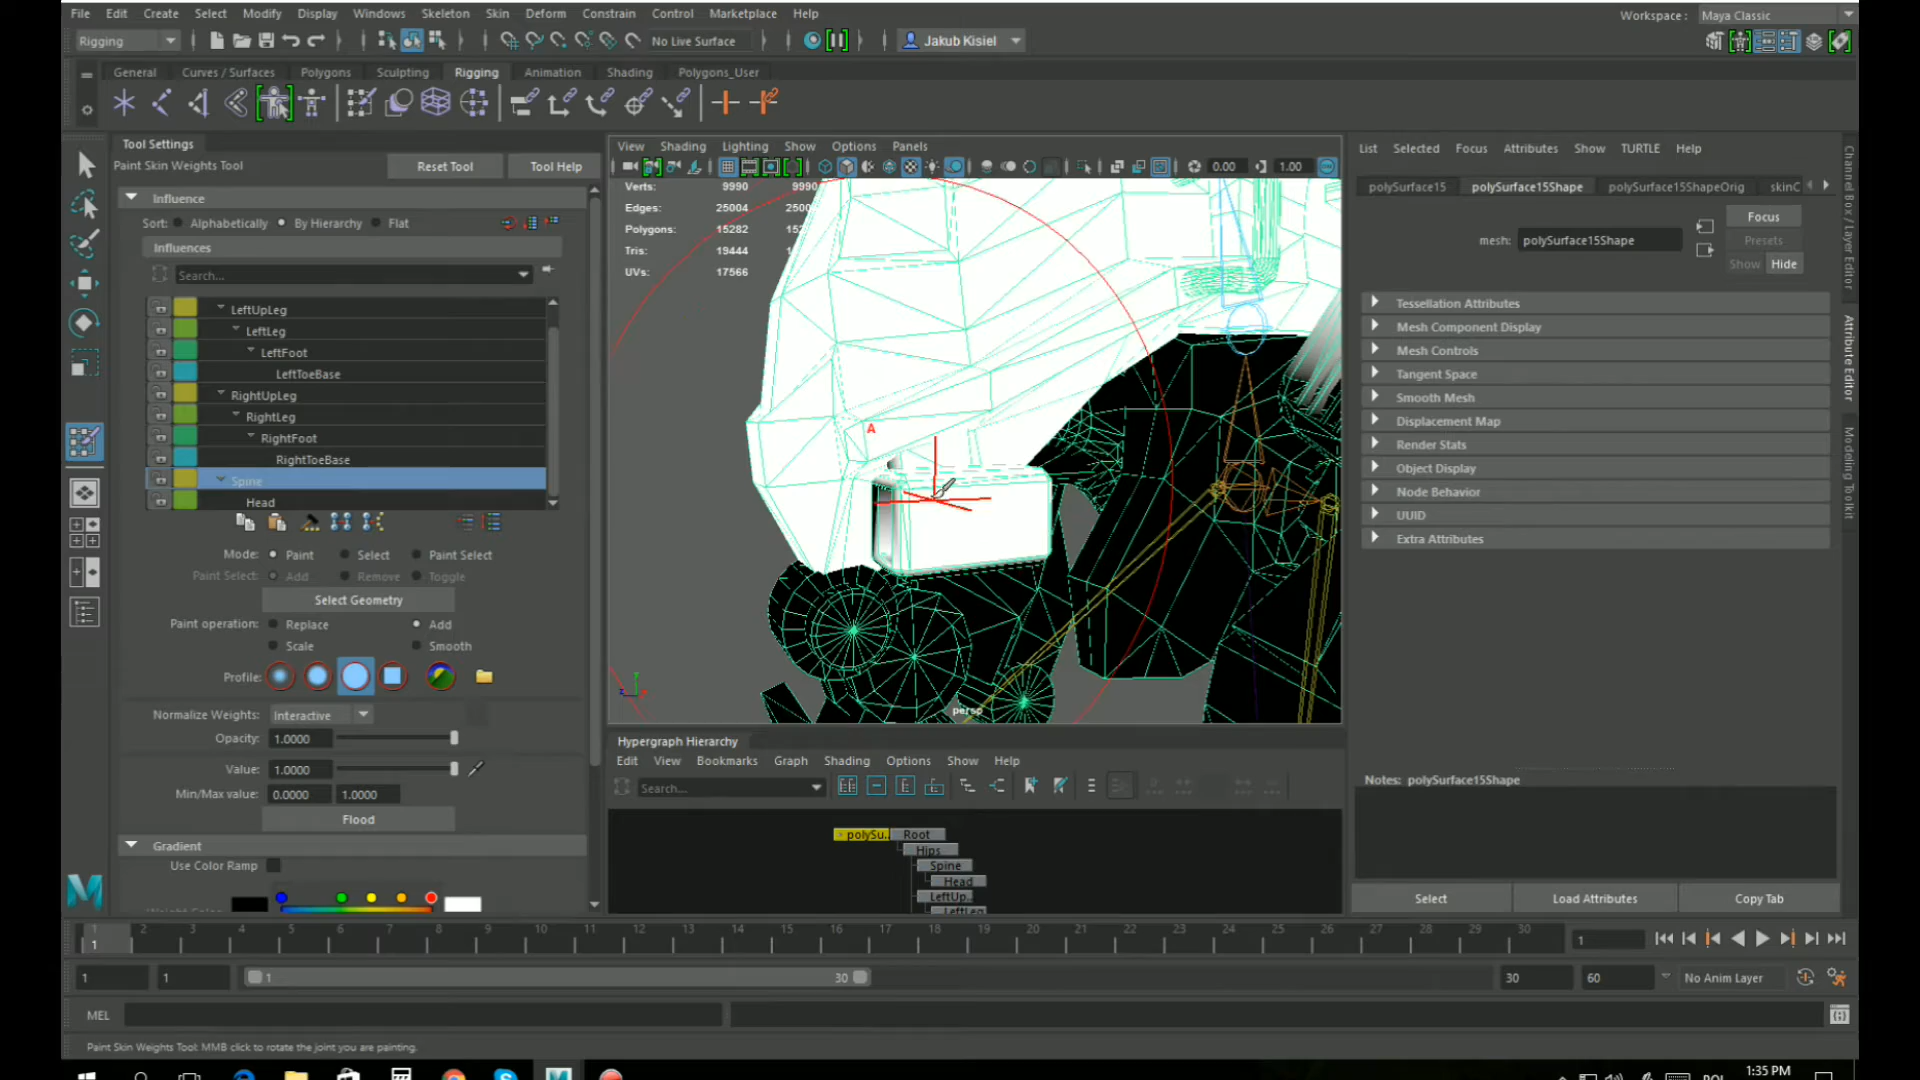 File Edit Create Select Modify Display Windows Skeleton Skin Deform Constrain Control Marketplace Help
Workspace : Maya Classic
Rigging No Live Surface Jakub Kisiel
General Curves / Surfaces Polygons Sculpting Rigging Animation Shading Polygons_User
Tool Settings
Paint Skin Weights Tool Reset Tool Tool Help
Influence
Sort: Alphabetically By Hierarchy Flat
Influences
Search...
LeftUpLeg
LeftLeg
LeftFoot
LeftToeBase
RightUpLeg
RightLeg
RightFoot
RightToeBase
Spine
Head
Mode: Paint Select Paint Select
Paint Select: Add Remove Toggle
Select Geometry
Paint operation: Replace Add
Scale Smooth
Profile:
Normalize Weights: Interactive
Opacity: 1.0000
Value: 1.0000
Min/Max value: 0.0000 1.0000
Flood
Gradient
Use Color Ramp
View Shading Lighting Show Options Panels
0.00 1.00
Verts: 9990 9990
Edges: 25004
Polygons: 15282
Tris: 19444
UVs: 17566
A
persp
Hypergraph Hierarchy
Edit View Bookmarks Graph Shading Options Show Help
Search...
polySu.. Root
Hips
Spine
Head
LeftUp..
LeftLeg
List Selected Focus Attributes Show TURTLE Help
polySurface15 polySurface15Shape polySurface15ShapeOrig skinC
Focus
mesh: polySurface15Shape Presets
Show Hide
Tessellation Attributes
Mesh Component Display
Mesh Controls
Tangent Space
Smooth Mesh
Displacement Map
Render Stats
Object Display
Node Behavior
UUID
Extra Attributes
Notes: polySurface15Shape
Select Load Attributes Copy Tab
Channel Box / Layer Editor
Attribute Editor
Modeling Toolkit
1 2 3 4 5 6 7 8 9 10 11 12 13 14 15 16 17 18 19 20 21 22 23 24 25 26 27 28 29 30
1 1
1 1 1 30 30 60 No Anim Layer
MEL
Paint Skin Weights Tool: MMB click to rotate the joint you are painting.
1:35 PM